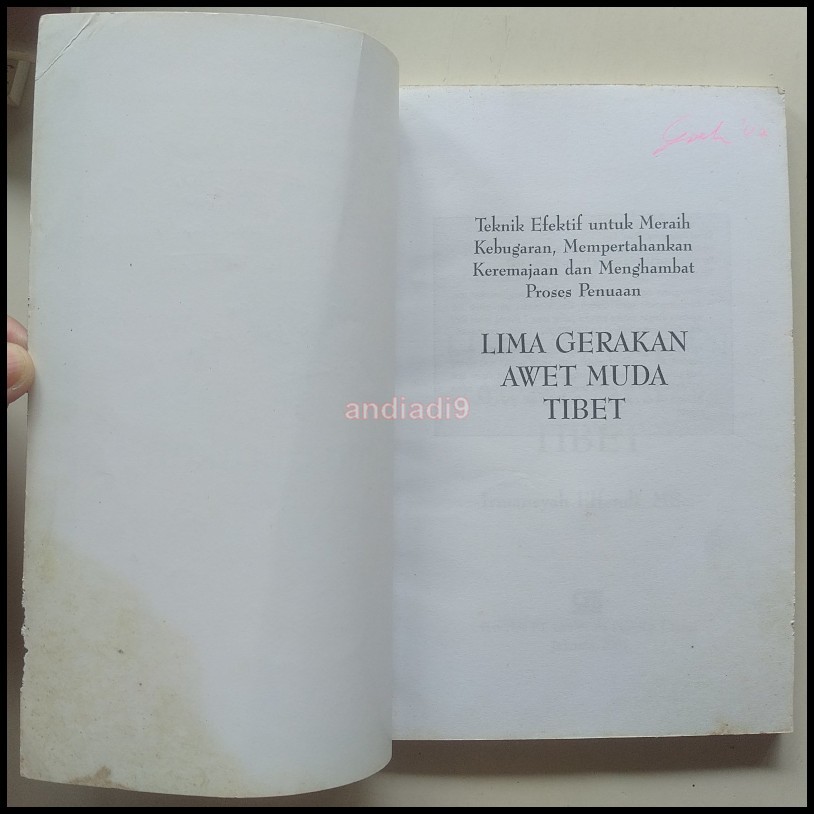 Teknik Efektif untuk Meraih
Kebugaran, Mempertahankan
Keremajaan dan Menghambat
Proses Penuaan
LIMA GERAKAN
AWET MUDA
TIBET
andiadi9